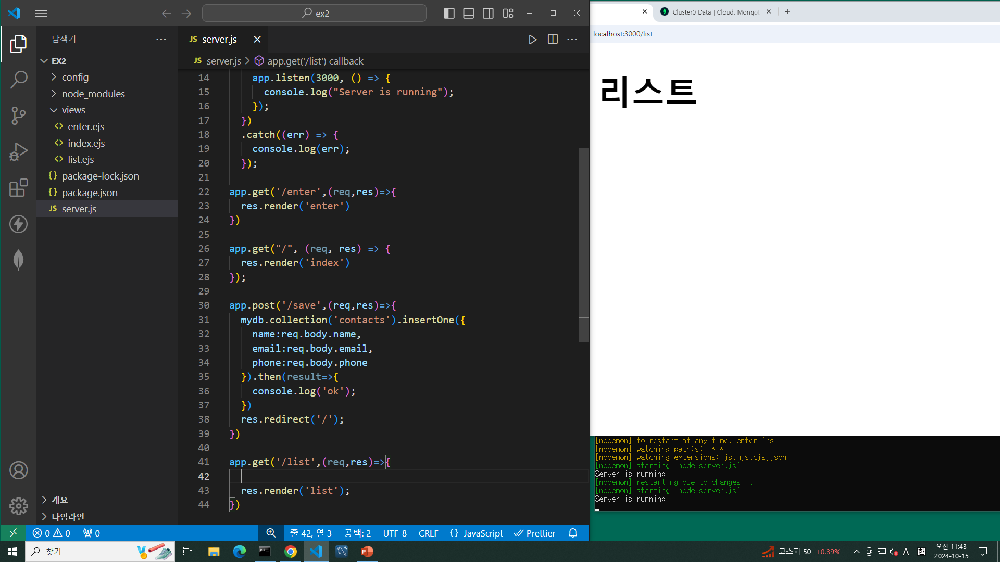 ex2
탐색기
EX2
config
node_modules
views
enter.ejs
index.ejs
list.ejs
package-lock.json
package.json
JS server.js
개요
타임라인
JS server.js
JS server.js > app.get('/list') callback
14 app.listen(3000, () => {
15 console.log("Server is running");
16 });
17 })
18 .catch((err) => {
19 console.log(err);
20 });
21
22 app.get('/enter',(req,res)=>{
23 res.render('enter')
24 })
25
26 app.get("/", (req, res) => {
27 res.render('index')
28 });
29
30 app.post('/save',(req,res)=>{
31 mydb.collection('contacts').insertOne({
32 name:req.body.name,
33 email:req.body.email,
34 phone:req.body.phone
35 }).then(result=>{
36 console.log('ok');
37 })
38 res.redirect('/');
39 })
40
41 app.get('/list',(req,res)=>{
42
43 res.render('list');
44 })
0 0 0
줄 42, 열 3 공백: 2 UTF-8 CRLF {} JavaScript Prettier
Cluster0 Data | Cloud: Mongo
localhost:3000/list
리스트
[nodemon] to restart at any time, enter `rs`
[nodemon] watching path(s): *.*
[nodemon] watching extensions: js,mjs,cjs,json
[nodemon] starting `node server.js`
Server is running
[nodemon] restarting due to changes...
[nodemon] starting `node server.js`
Server is running
찾기
코스피 50 +0.39%
A
한
오전 11:43
2024-10-15